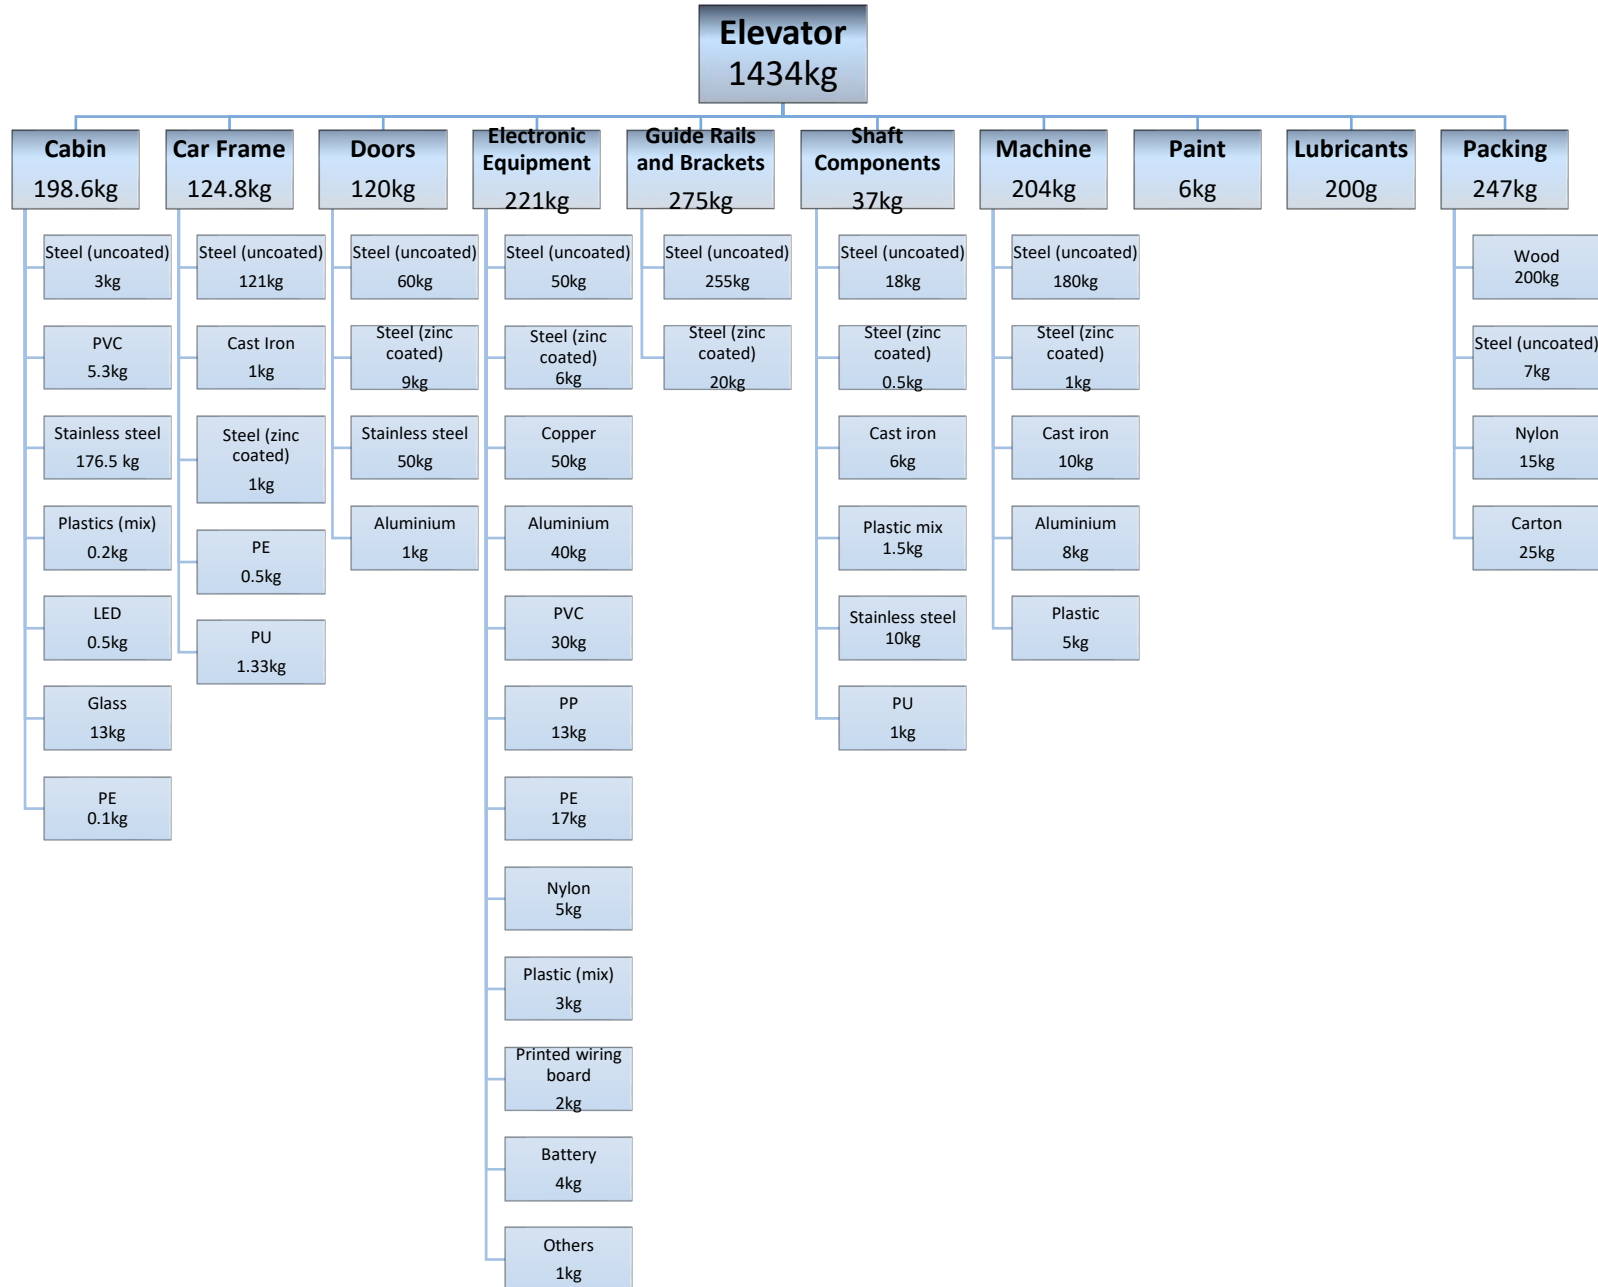 Elevator
1434kg
Cabin
198.6kg
Steel (uncoated)
3kg
PVC
5.3kg
Stainless steel
176.5 kg
Plastics (mix)
0.2kg
LED
0.5kg
Glass
13kg
PE
0.1kg
Car Frame
124.8kg
Steel (uncoated)
121kg
Cast Iron
1kg
Steel (zinc
coated)
1kg
PE
0.5kg
PU
1.33kg
Doors
120kg
Steel (uncoated)
60kg
Steel (zinc
coated)
9kg
Stainless steel
50kg
Aluminium
1kg
Electronic
Equipment
221kg
Steel (uncoated)
50kg
Steel (zinc
coated)
6kg
Copper
50kg
Aluminium
40kg
PVC
30kg
PP
13kg
PE
17kg
Nylon
5kg
Plastic (mix)
3kg
Printed wiring
board
2kg
Battery
4kg
Others
1kg
Guide Rails
and Brackets
275kg
Steel (uncoated)
255kg
Steel (zinc
coated)
20kg
Shaft
Components
37kg
Steel (uncoated)
18kg
Steel (zinc
coated)
0.5kg
Cast iron
6kg
Plastic mix
1.5kg
Stainless steel
10kg
PU
1kg
Machine
204kg
Steel (uncoated)
180kg
Steel (zinc
coated)
1kg
Cast iron
10kg
Aluminium
8kg
Plastic
5kg
Paint
6kg
Lubricants
200g
Packing
247kg
Wood
200kg
Steel (uncoated)
7kg
Nylon
15kg
Carton
25kg